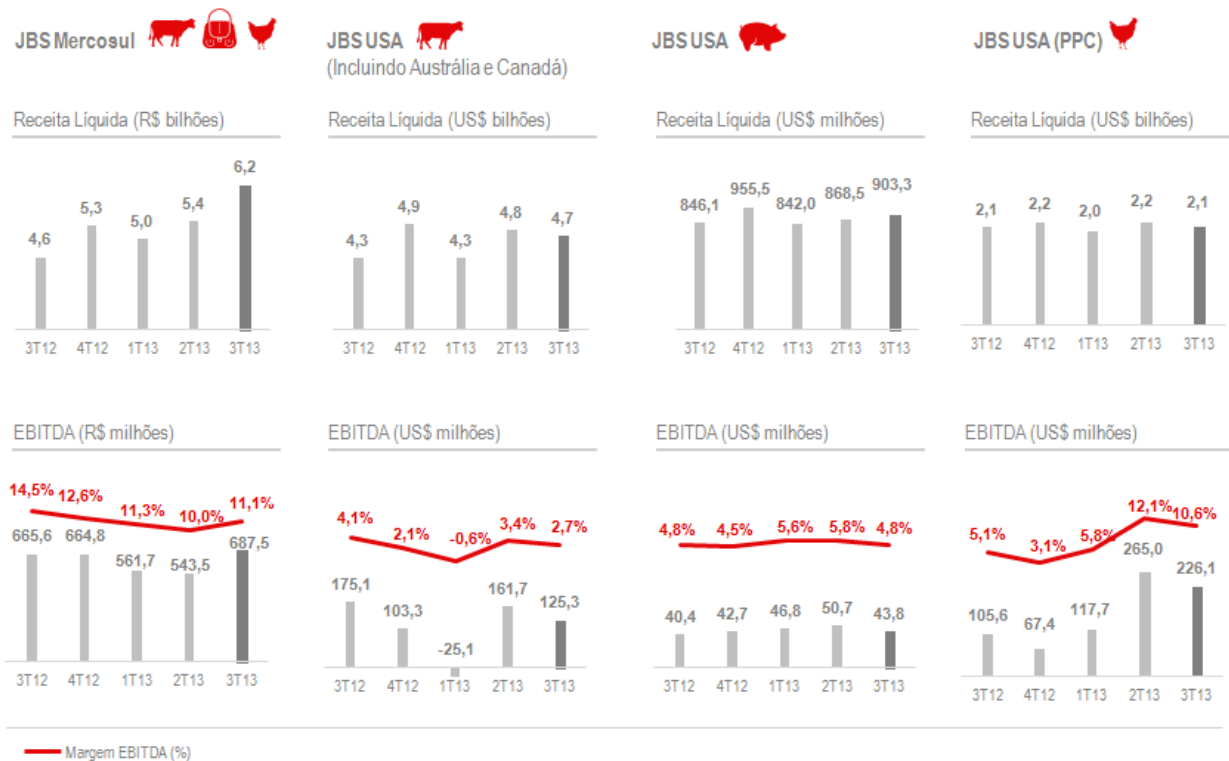 JBS Mercosul
JBS USA
(Incluindo Austrália e Canadá)
JBS USA
JBS USA (PPC)
Receita Líquida (R$ bilhões)
4,6
5,3
5,0
5,4
6,2
3T12 4T12 1T13 2T13 3T13
Receita Líquida (US$ bilhões)
4,3
4,9
4,3
4,8
4,7
3T12 4T12 1T13 2T13 3T13
Receita Líquida (US$ milhões)
846,1
955,5
842,0
868,5
903,3
3T12 4T12 1T13 2T13 3T13
Receita Líquida (US$ bilhões)
2,1
2,2
2,0
2,2
2,1
3T12 4T12 1T13 2T13 3T13
EBITDA (R$ milhões)
14,5% 12,6% 11,3% 10,0% 11,1%
665,6 664,8 561,7 543,5 687,5
3T12 4T12 1T13 2T13 3T13
EBITDA (US$ milhões)
4,1% 2,1% -0,6% 3,4% 2,7%
175,1 103,3 -25,1 161,7 125,3
3T12 4T12 1T13 2T13 3T13
EBITDA (US$ milhões)
4,8% 4,5% 5,6% 5,8% 4,8%
40,4 42,7 46,8 50,7 43,8
3T12 4T12 1T13 2T13 3T13
EBITDA (US$ milhões)
5,1% 3,1% 5,8% 12,1% 10,6%
105,6 67,4 117,7 265,0 226,1
3T12 4T12 1T13 2T13 3T13
Margem EBITDA (%)